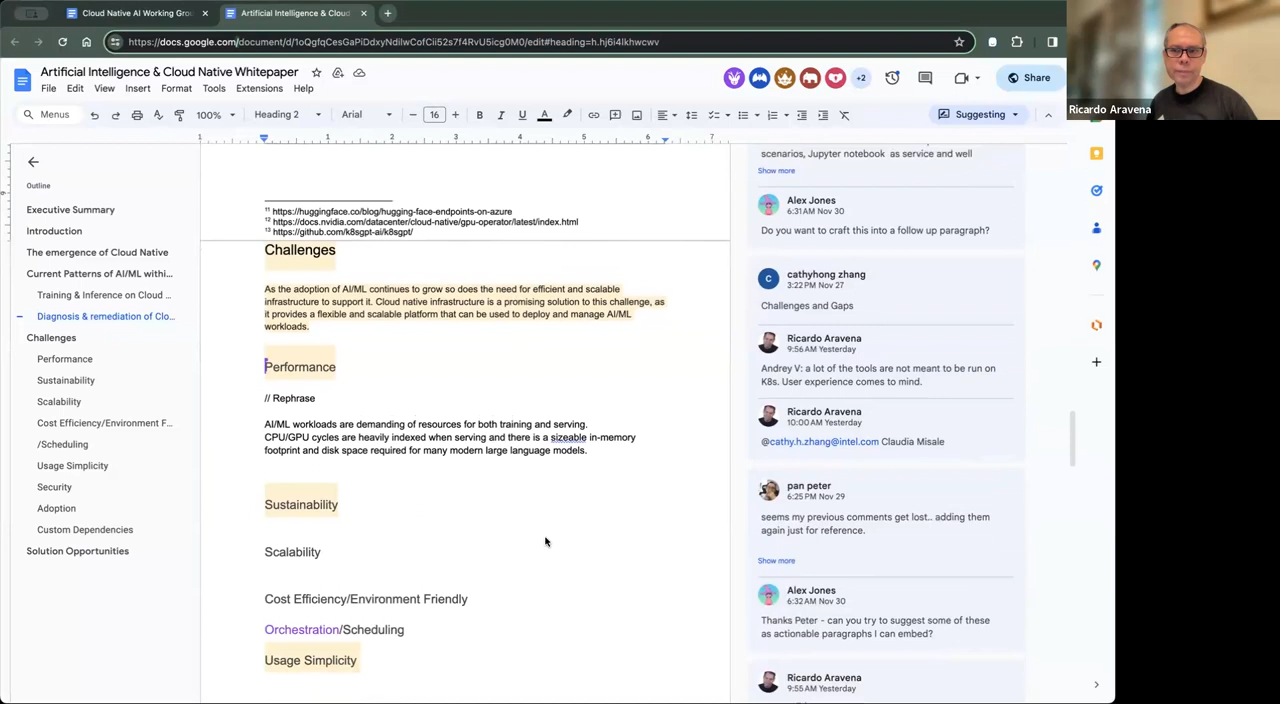 Cloud Native AI Working Grou
Artificial Intelligence & Cloud
https://docs.google.com/document/d/1oQgfqCesGaPiDdxyNdilwCofCii52s7f4RvU5icg0M0/edit#heading=h.hj6i4lkhwcwv
Artificial Intelligence & Cloud Native Whitepaper
+2
Share
File Edit View Insert Format Tools Extensions Help
Menus
100%
Heading 2
Arial
16
B I U A
Suggesting
Ricardo Aravena
1 1 2 3 4 5 6 7
Outline
Executive Summary
Introduction
The emergence of Cloud Native
Current Patterns of AI/ML withi...
Training & Inference on Cloud ...
Diagnosis & remediation of Clo...
Challenges
Performance
Sustainability
Scalability
Cost Efficiency/Environment F...
/Scheduling
Usage Simplicity
Security
Adoption
Custom Dependencies
Solution Opportunities
11 https://huggingface.co/blog/hugging-face-endpoints-on-azure
12 https://docs.nvidia.com/datacenter/cloud-native/gpu-operator/latest/index.html
13 https://github.com/k8sgpt-ai/k8sgpt/
Challenges
As the adoption of AI/ML continues to grow so does the need for efficient and scalable
infrastructure to support it. Cloud native infrastructure is a promising solution to this challenge, as
it provides a flexible and scalable platform that can be used to deploy and manage AI/ML
workloads.
Performance
// Rephrase
AI/ML workloads are demanding of resources for both training and serving.
CPU/GPU cycles are heavily indexed when serving and there is a sizeable in-memory
footprint and disk space required for many modern large language models.
Sustainability
Scalability
Cost Efficiency/Environment Friendly
Orchestration/Scheduling
Usage Simplicity
scenarios, Jupyter notebook as service and well
Show more
Alex Jones
6:31 AM Nov 30
Do you want to craft this into a follow up paragraph?
C
cathyhong zhang
3:22 PM Nov 27
Challenges and Gaps
Ricardo Aravena
9:56 AM Yesterday
Andrey V: a lot of the tools are not meant to be run on
K8s. User experience comes to mind.
Ricardo Aravena
10:00 AM Yesterday
@cathy.h.zhang@intel.com Claudia Misale
pan peter
6:25 PM Nov 29
seems my previous comments get lost.. adding them
again just for reference.
Show more
Alex Jones
6:32 AM Nov 30
Thanks Peter - can you try to suggest some of these
as actionable paragraphs I can embed?
Ricardo Aravena
9:55 AM Yesterday